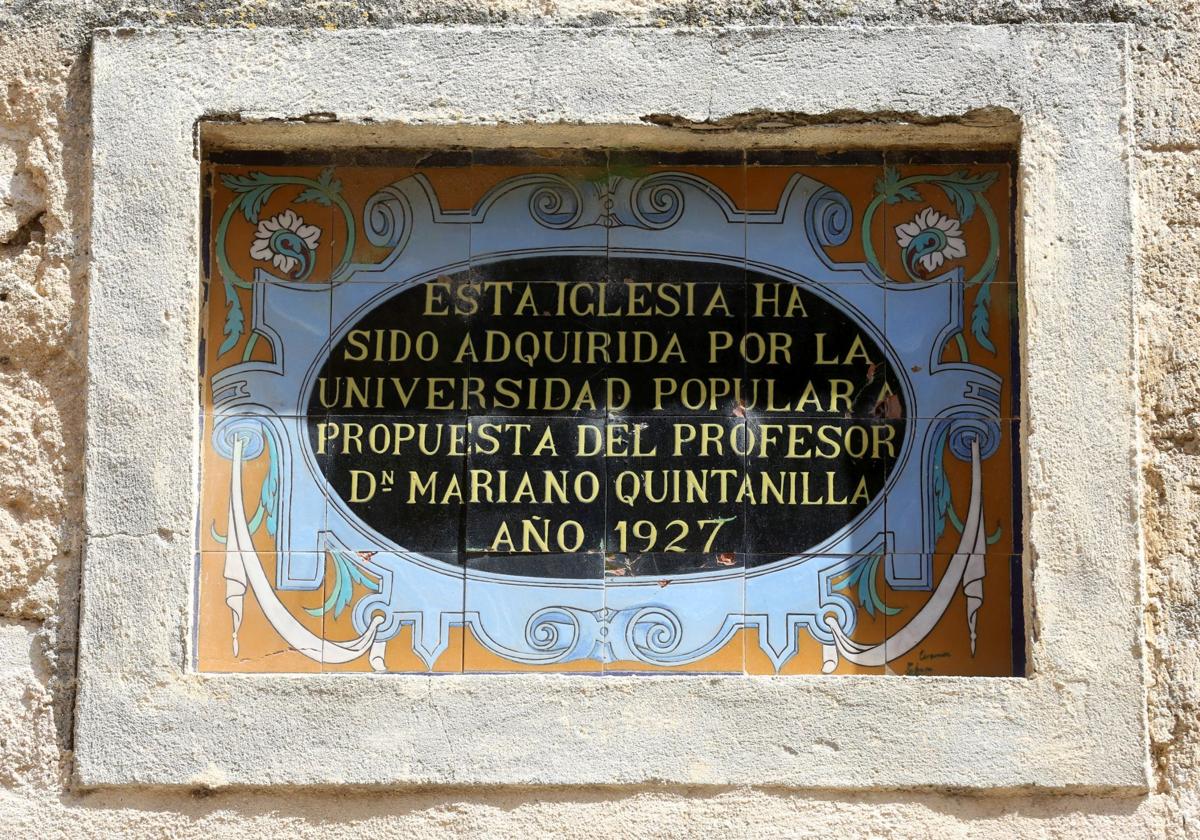 ESTA IGLESIA HA
SIDO ADQUIRIDA POR LA
UNIVERSIDAD POPULAR A
PROPUESTA DEL PROFESOR
DN MARIANO QUINTANILLA
AÑO 1927